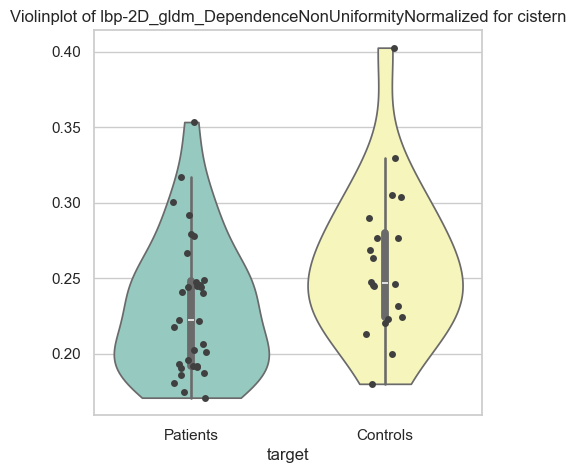 Violinplot of lbp-2D_gldm_DependenceNonUniformityNormalized for cistern
0.40
0.35
0.30
0.25
0.20
Patients Controls
target